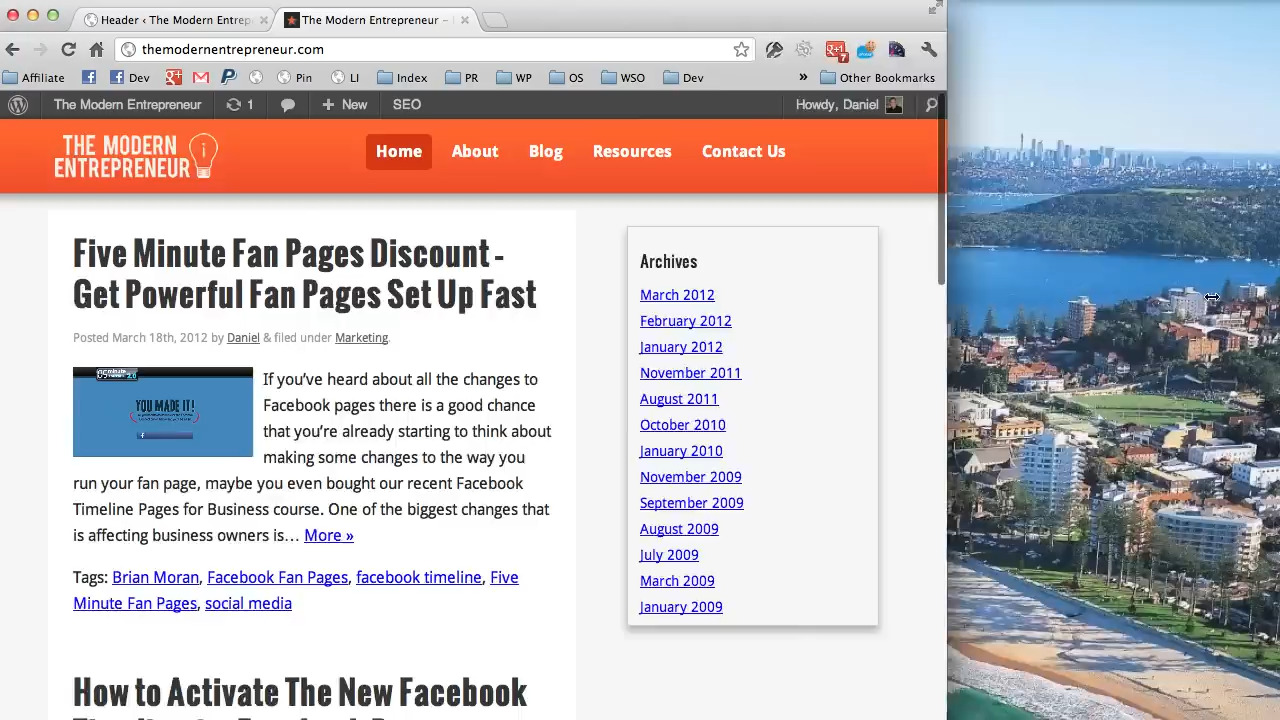 Header ‹ The Modern Entrep
The Modern Entrepreneur –
themodernentrepreneur.com
Affiliate
Dev
Pin
LI
Index
PR
WP
OS
WSO
Dev
»
Other Bookmarks
The Modern Entrepreneur
1
+ New
SEO
Howdy, Daniel
THE MODERN
ENTREPRENEUR
Home
About
Blog
Resources
Contact Us
Five Minute Fan Pages Discount –
Get Powerful Fan Pages Set Up Fast
Posted March 18th, 2012 by Daniel & filed under Marketing.
YOU MADE IT!
If you’ve heard about all the changes to
Facebook pages there is a good chance
that you’re already starting to think about
making some changes to the way you
run your fan page, maybe you even bought our recent Facebook
Timeline Pages for Business course. One of the biggest changes that
is affecting business owners is… More »
Tags: Brian Moran, Facebook Fan Pages, facebook timeline, Five
Minute Fan Pages, social media
How to Activate The New Facebook
Archives
March 2012
February 2012
January 2012
November 2011
August 2011
October 2010
January 2010
November 2009
September 2009
August 2009
July 2009
March 2009
January 2009